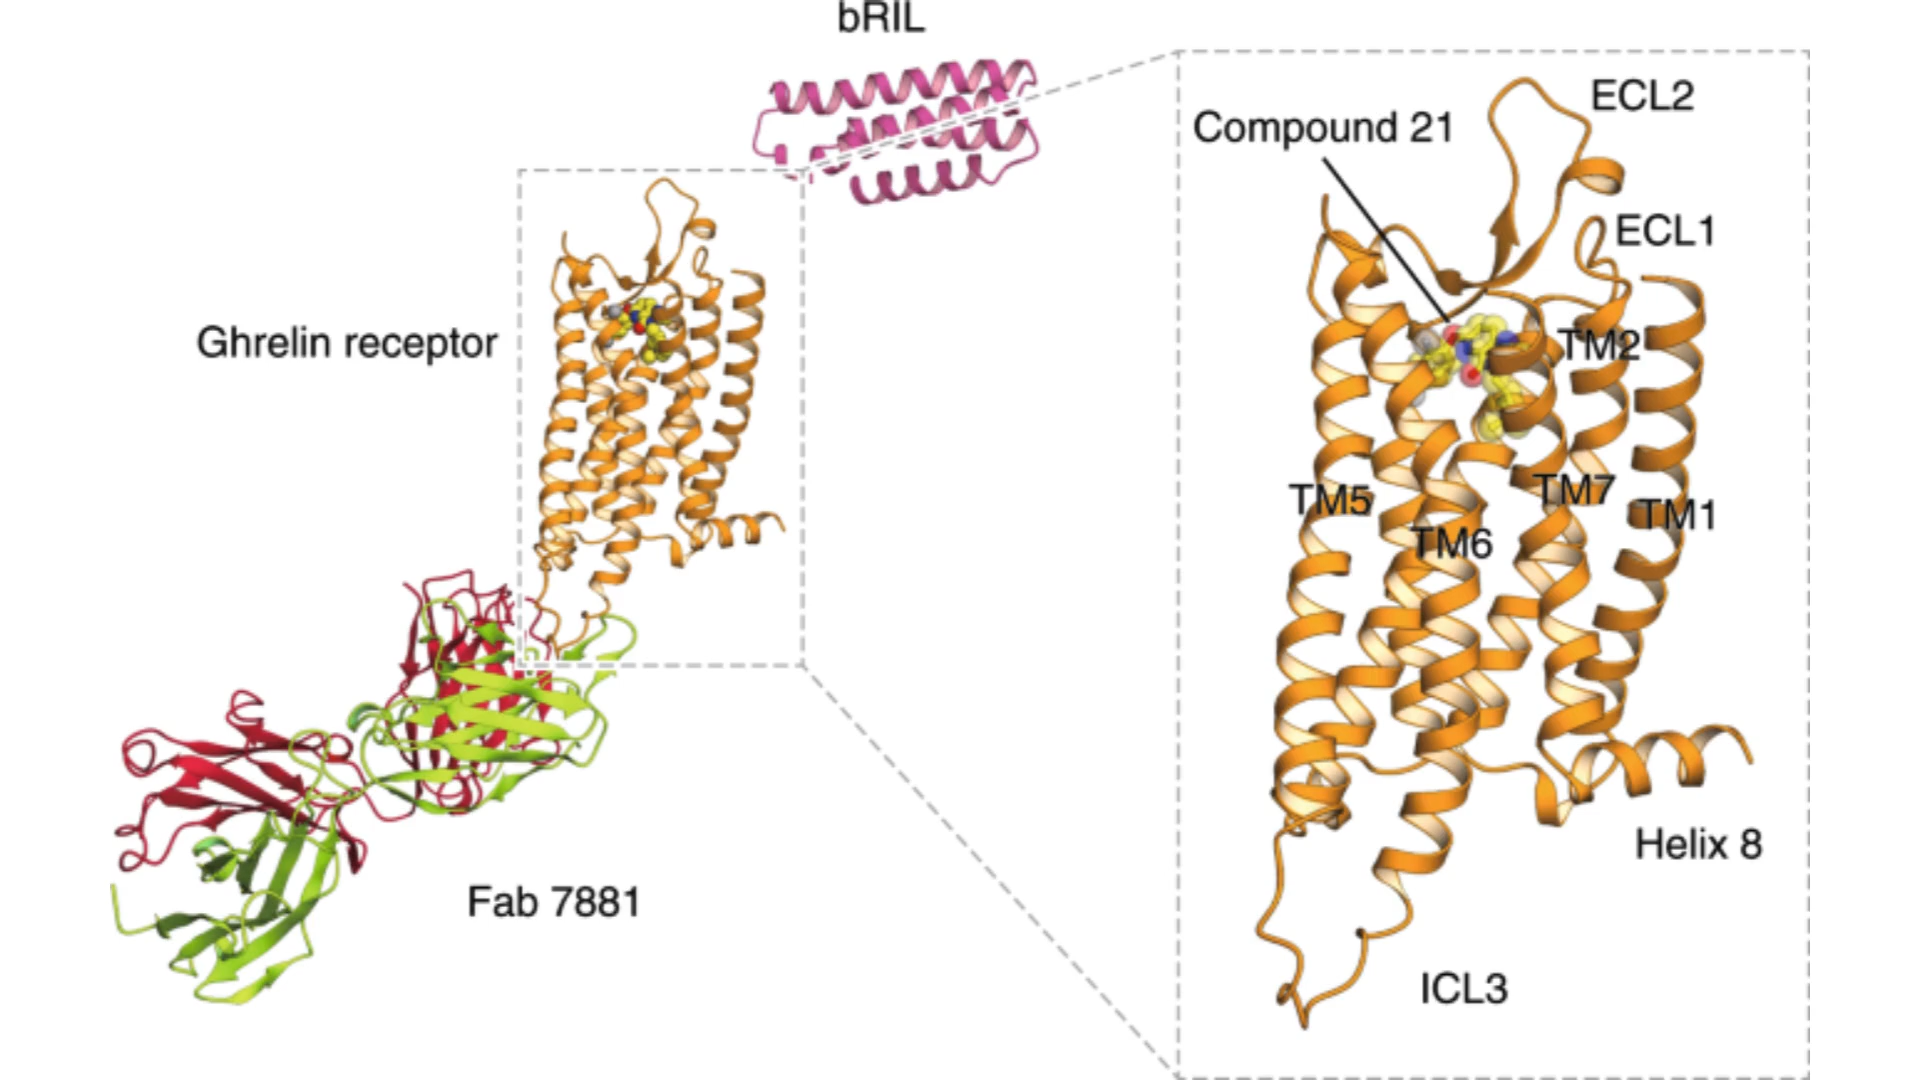 bRIL
Ghrelin receptor
Fab 7881
Compound 21
ECL2
ECL1
TM2
TM5
TM7
TM1
TM6
Helix 8
ICL3